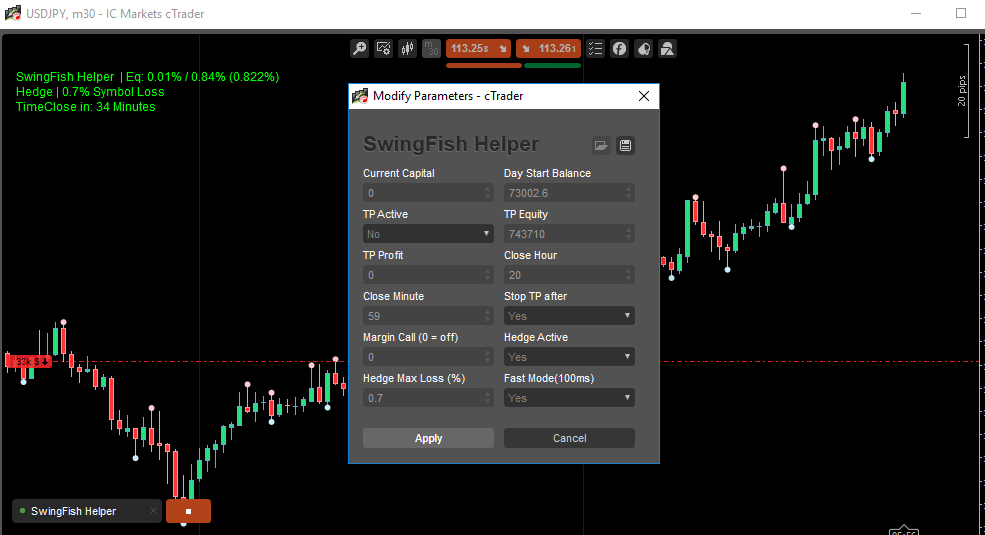 USDJPY, m30 - IC Markets cTrader
m
30
113.253
113.261
SwingFish Helper | Eq: 0.01% / 0.84% (0.822%)
Hedge | 0.7% Symbol Loss
TimeClose in: 34 Minutes
20 pips
Modify Parameters - cTrader
SwingFish Helper
Current Capital
Day Start Balance
0
73002.6
TP Active
TP Equity
No
743710
TP Profit
Close Hour
0
20
Close Minute
Stop TP after
59
Yes
Margin Call (0 = off)
Hedge Active
0
Yes
Hedge Max Loss (%)
Fast Mode(100ms)
0.7
Yes
Apply
Cancel
33k $
SwingFish Helper